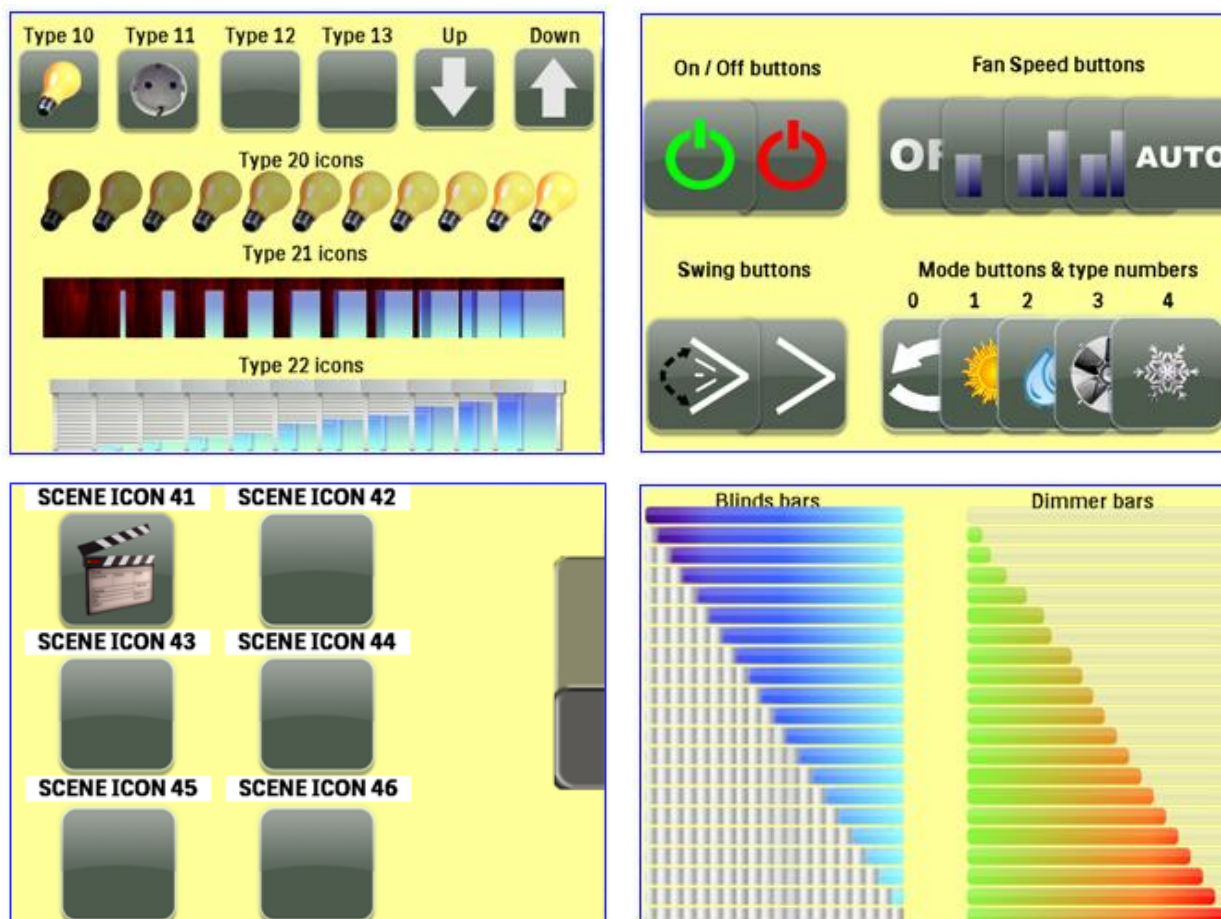 Type 10 Type 11 Type 12 Type 13 Up Down
Type 20 icons
Type 21 icons
Type 22 icons
On / Off buttons Fan Speed buttons
AUTO
Swing buttons Mode buttons & type numbers
0 1 2 3 4
SCENE ICON 41 SCENE ICON 42
SCENE ICON 43 SCENE ICON 44
SCENE ICON 45 SCENE ICON 46
Blinds bars Dimmer bars